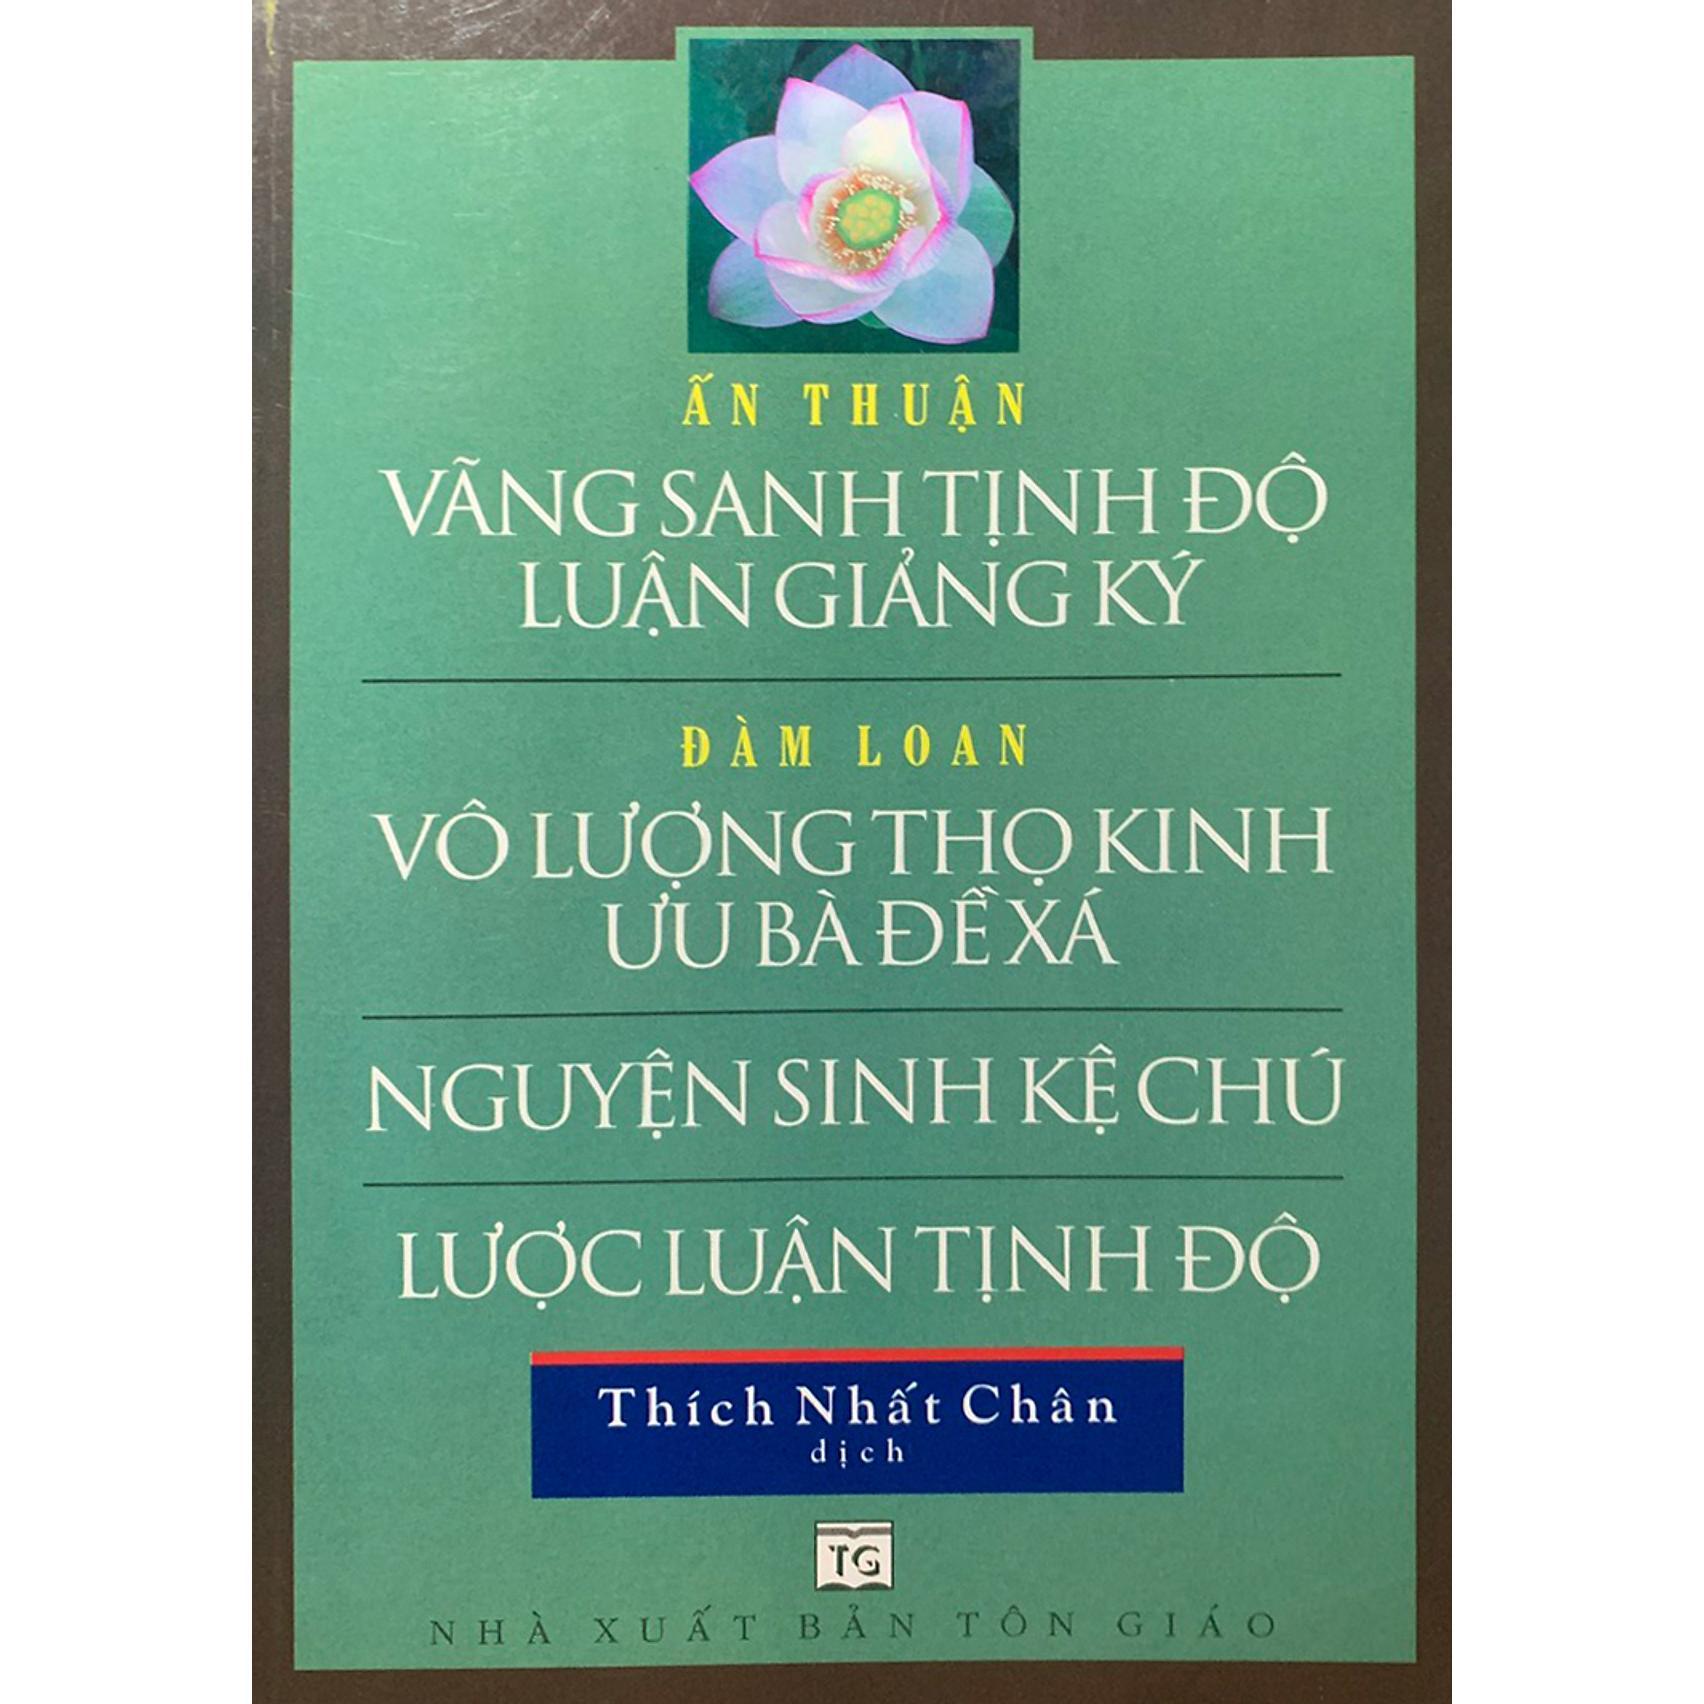 ẤN THUẬN
VÃNG SANH TỊNH ĐỘ
LUẬN GIẢNG KÝ
ĐÀM LOAN
VÔ LƯỢNG THỌ KINH
ƯU BÀ ĐỀ XÁ
NGUYỆN SINH KỆ CHÚ
LƯỢC LUẬN TỊNH ĐỘ
Thích Nhất Chân
dịch
TG
NHÀ XUẤT BẢN TÔN GIÁO